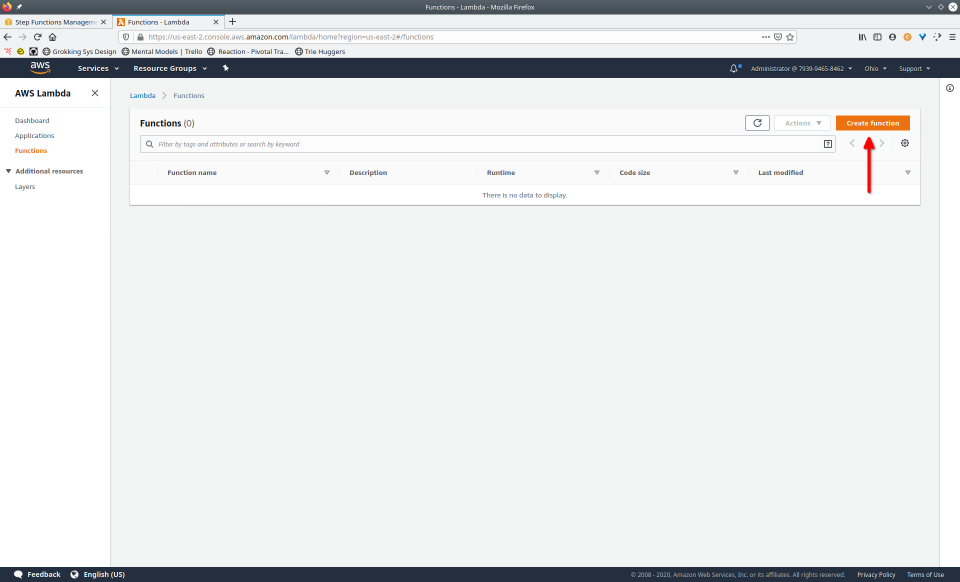 Functions - Lambda - Mozilla Firefox
Step Functions Managem
Functions - Lambda
https://us-east-2.console.aws.amazon.com/lambda/home?region=us-east-2#/functions
Grokking Sys Design
Mental Models | Trello
Reaction - Pivotal Tra...
Trie Huggers
aws
Services
Resource Groups
Administrator @ 7939-9465-8462
Ohio
Support
AWS Lambda
Lambda
Functions
Dashboard
Applications
Functions
Additional resources
Layers
Functions (0)
Actions
Create function
Filter by tags and attributes or search by keyword
Function name
Description
Runtime
Code size
Last modified
There is no data to display.
Feedback
English (US)
© 2008 - 2020, Amazon Web Services, Inc. or its affiliates. All rights reserved.
Privacy Policy
Terms of Use